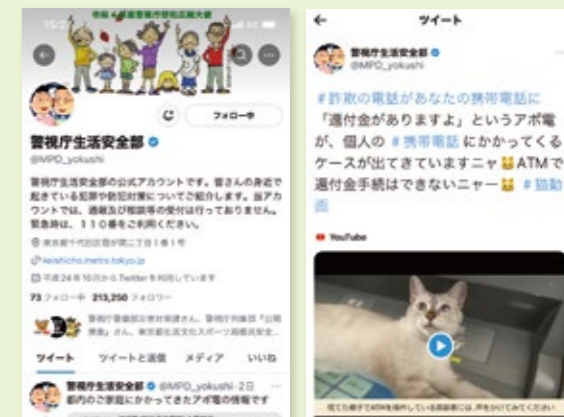 警視庁生活安全部
@MPD_yokushi
フォロー中
警視庁生活安全部の公式アカウントです。皆さんの身近で
起きている犯罪や防犯対策についてご紹介します。当アカ
ウントでは、通報及び相談等の受付は行っておりません。
緊急時は、１１０番をご利用ください。
東京都千代田区霞が関二丁目１番１号
keishicho.metro.tokyo.jp
平成24年10月からTwitterを利用しています
73 フォロー中 213,250 フォロワー
ツイート ツイートと返信 メディア いいね
警視庁生活安全部 @MPD_yokushi·2日
都内のご家庭にかかってきたアポ電の情報です
ツイート
警視庁生活安全部
@MPD_yokushi
#詐欺の電話があなたの携帯電話に
「還付金がありますよ」というアポ電
が、個人の #携帯電話 にかかってくる
ケースが出てきていますニャ ATMで
還付金手続はできないニャー #猫動
画
YouTube